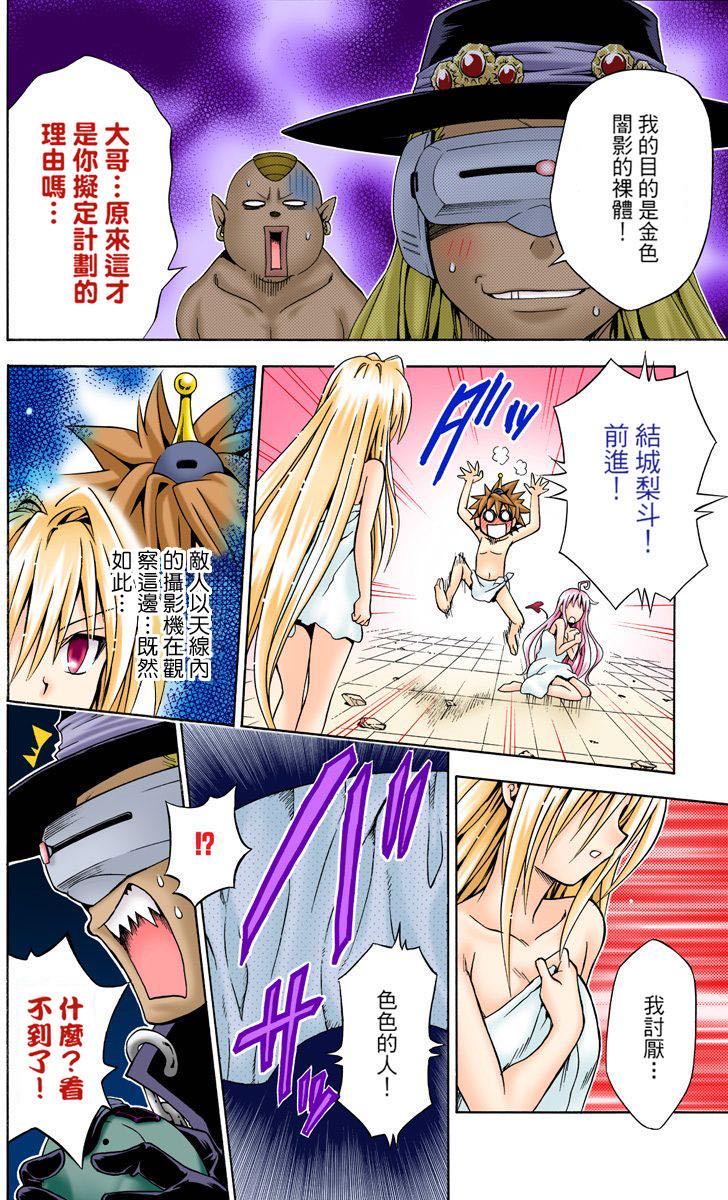 我的目的是金色
闇影的裸體！
大哥…原來這才
是你擬定計劃的
理由嗎…
結城梨斗！
前進！
ダパッ
敵人以天線內
的攝影機在觀
察這邊…既然
如此…
我討厭…
色色的人！
!?
什麼？看
不到了！